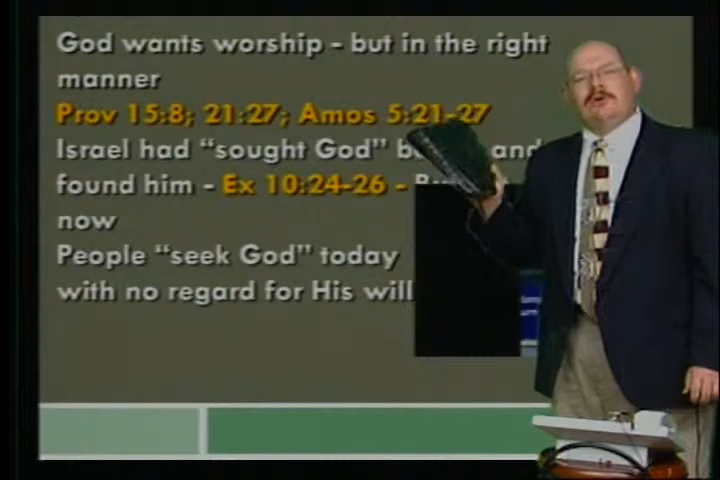 God wants worship - but in the right
manner
Prov 15:8; 21:27; Amos 5:21-27
Israel had "sought God" and
found him - Ex 10:24-26 -
now
People "seek God" today
with no regard for His will